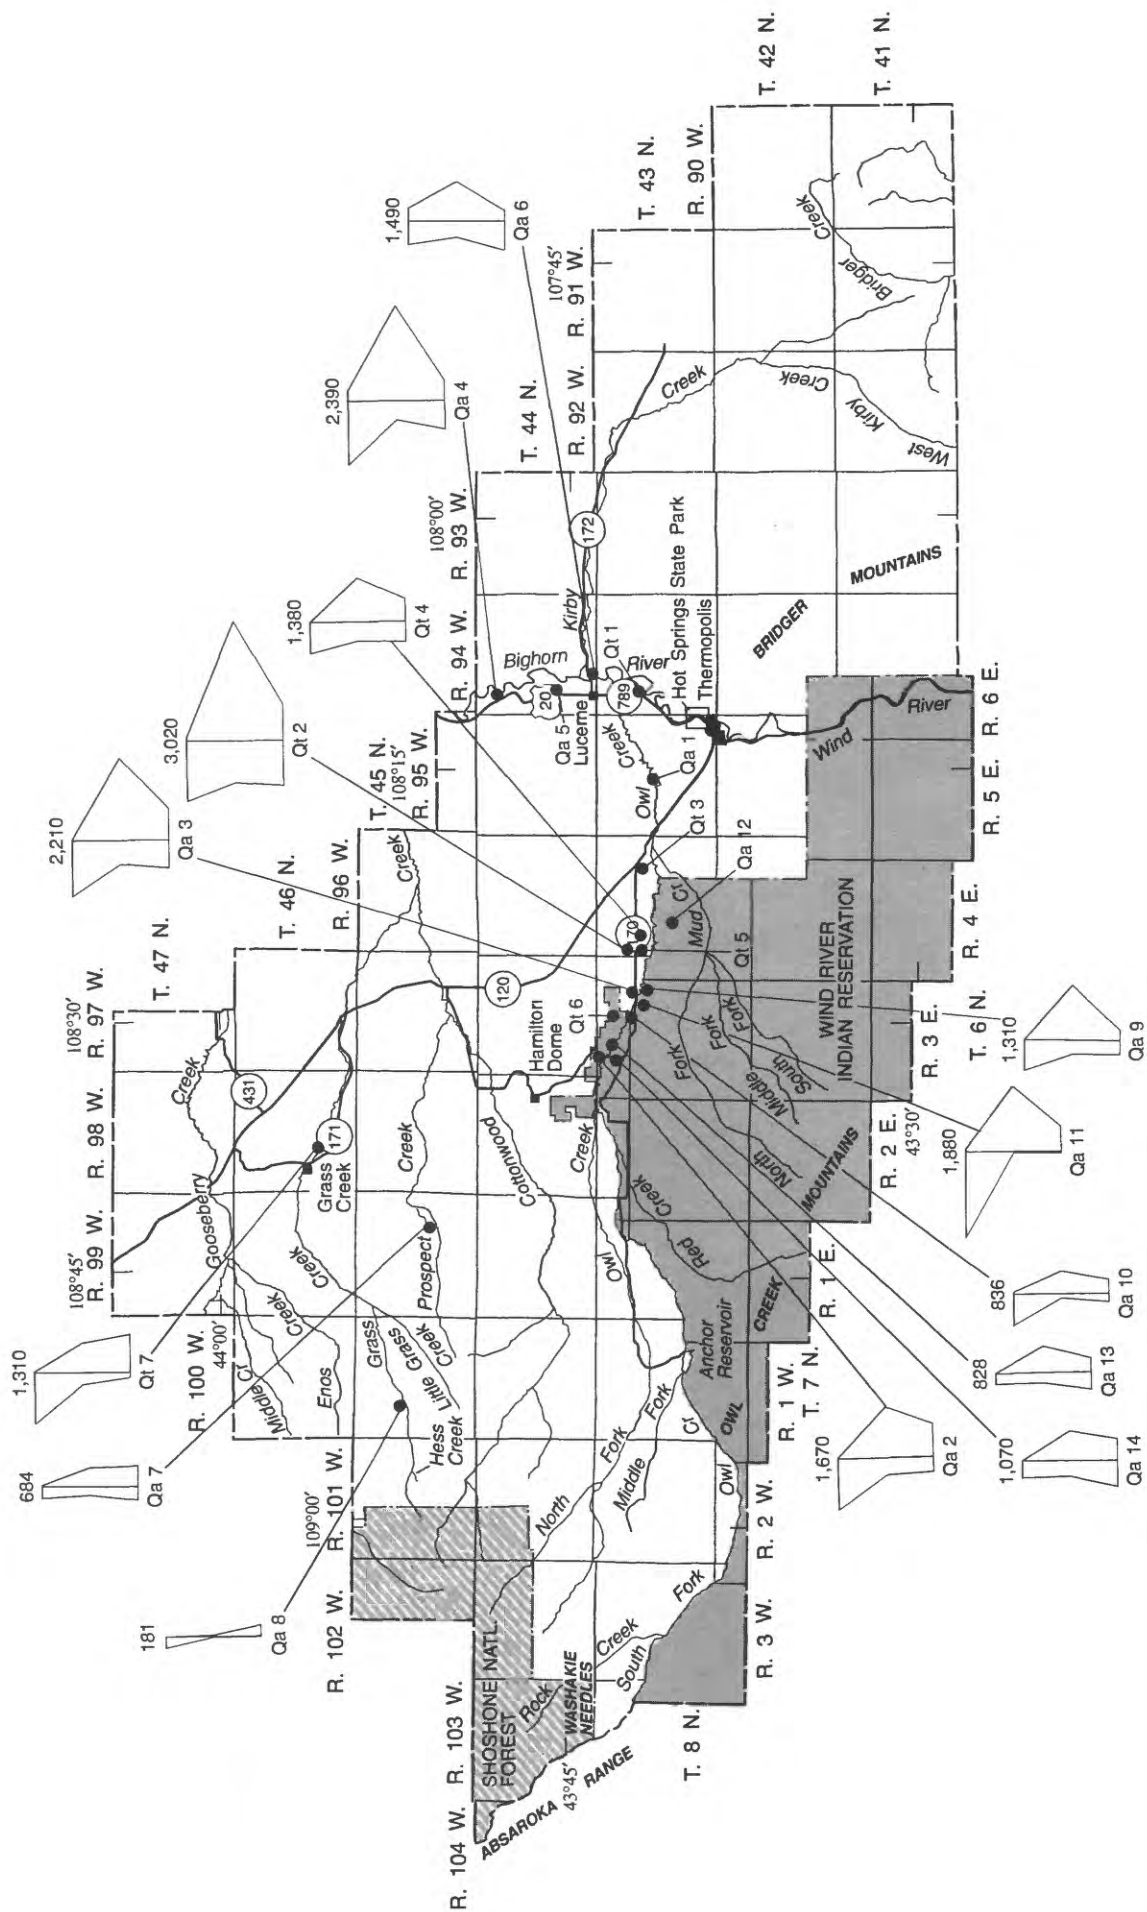 181
Qa 8
684
Qa 7
1,310
Qt 7
2,210
Qa 3
3,020
Qt 2
1,380
Qt 4
2,390
Qa 4
1,490
Qa 6
R. 104 W.
R. 103 W.
R. 102 W.
R. 101 W.
109°00'
R. 100 W.
44°00'
108°45'
R. 99 W.
R. 98 W.
108°30'
R. 97 W.
T. 47 N.
T. 46 N.
R. 96 W.
T. 45 N.
108°15'
R. 95 W.
R. 94 W.
108°00'
R. 93 W.
T. 44 N.
R. 92 W.
107°45'
R. 91 W.
T. 43 N.
R. 90 W.
T. 42 N.
T. 41 N.
Gooseberry
Creek
431
Middle Cr
Enos
Creek
171
Grass
Creek
Creek
Grass
Little Grass
Creek
Prospect
Creek
Hess
Creek
Cottonwood
Creek
120
Hamilton
Dome
SHOSHONE NATL.
FOREST
Rock
Creek
WASHAKIE
NEEDLES
43°45'
ABSAROKA
RANGE
North
Fork
Middle
Fork
South
Fork
Owl
Cr
Owl
Creek
Anchor
Reservoir
Red
Creek
OWL
CREEK
MOUNTAINS
Qt 6
170
Qt 5
Mud
Cr
Qa 12
Qt 3
Owl
Creek
Qa 1
North
Fork
Middle
Fork
South
Fork
WIND RIVER
INDIAN RESERVATION
Bighorn
River
20
Qa 5
Lucerne
789
Qt 1
Kirby
172
Creek
Hot Springs State Park
Thermopolis
Wind
River
BRIDGER
MOUNTAINS
West
Kirby
Creek
Bridger
Creek
T. 8 N.
R. 3 W.
R. 2 W.
R. 1 W.
T. 7 N.
R. 1 E.
R. 2 E.
43°30'
R. 3 E.
T. 6 N.
R. 4 E.
R. 5 E.
R. 6 E.
1,670
Qa 2
1,070
Qa 14
828
Qa 13
836
Qa 10
1,880
Qa 11
1,310
Qa 9